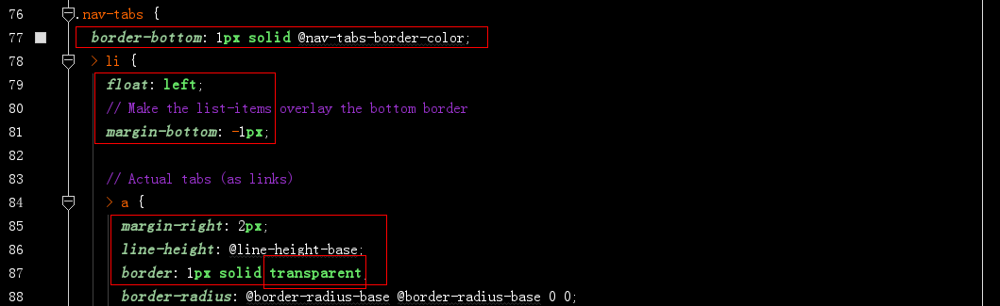 76 .nav-tabs {
77 border-bottom: 1px solid @nav-tabs-border-color;
78 > li {
79 float: left;
80 // Make the list-items overlay the bottom border
81 margin-bottom: -1px;
82
83 // Actual tabs (as links)
84 > a {
85 margin-right: 2px;
86 line-height: @line-height-base;
87 border: 1px solid transparent;
88 border-radius: @border-radius-base @border-radius-base 0 0;